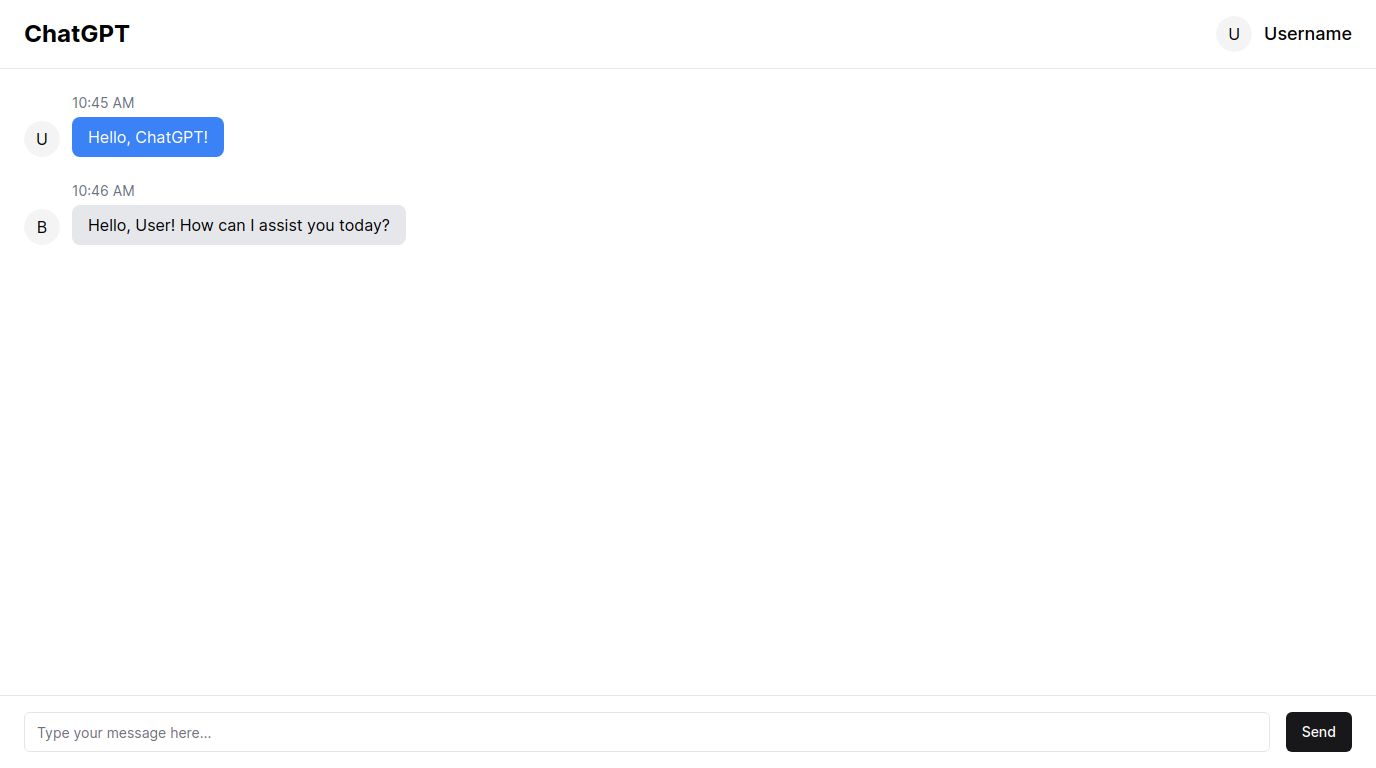 ChatGPT
U Username
10:45 AM
U Hello, ChatGPT!
10:46 AM
B Hello, User! How can I assist you today?
Type your message here...
Send